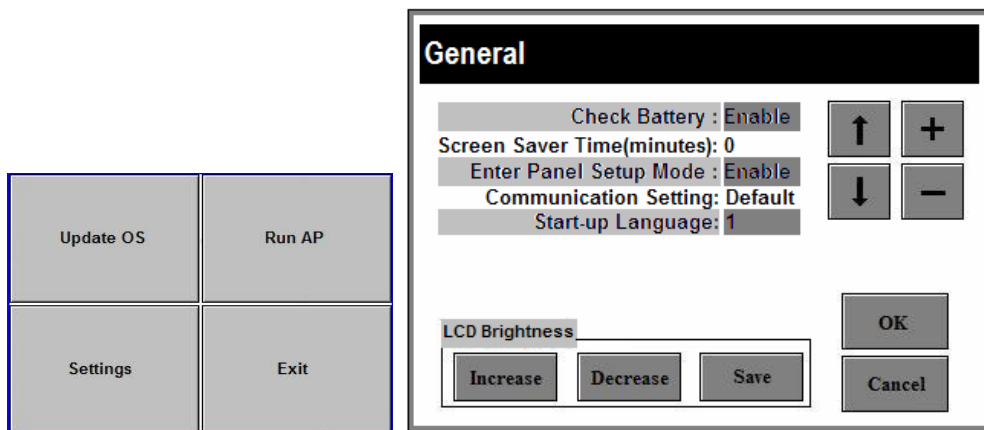 Update OS
Run AP
Settings
Exit
General
Check Battery : Enable
Screen Saver Time(minutes): 0
Enter Panel Setup Mode : Enable
Communication Setting: Default
Start-up Language: 1
↑ +
↓ −
LCD Brightness
Increase
Decrease
Save
OK
Cancel